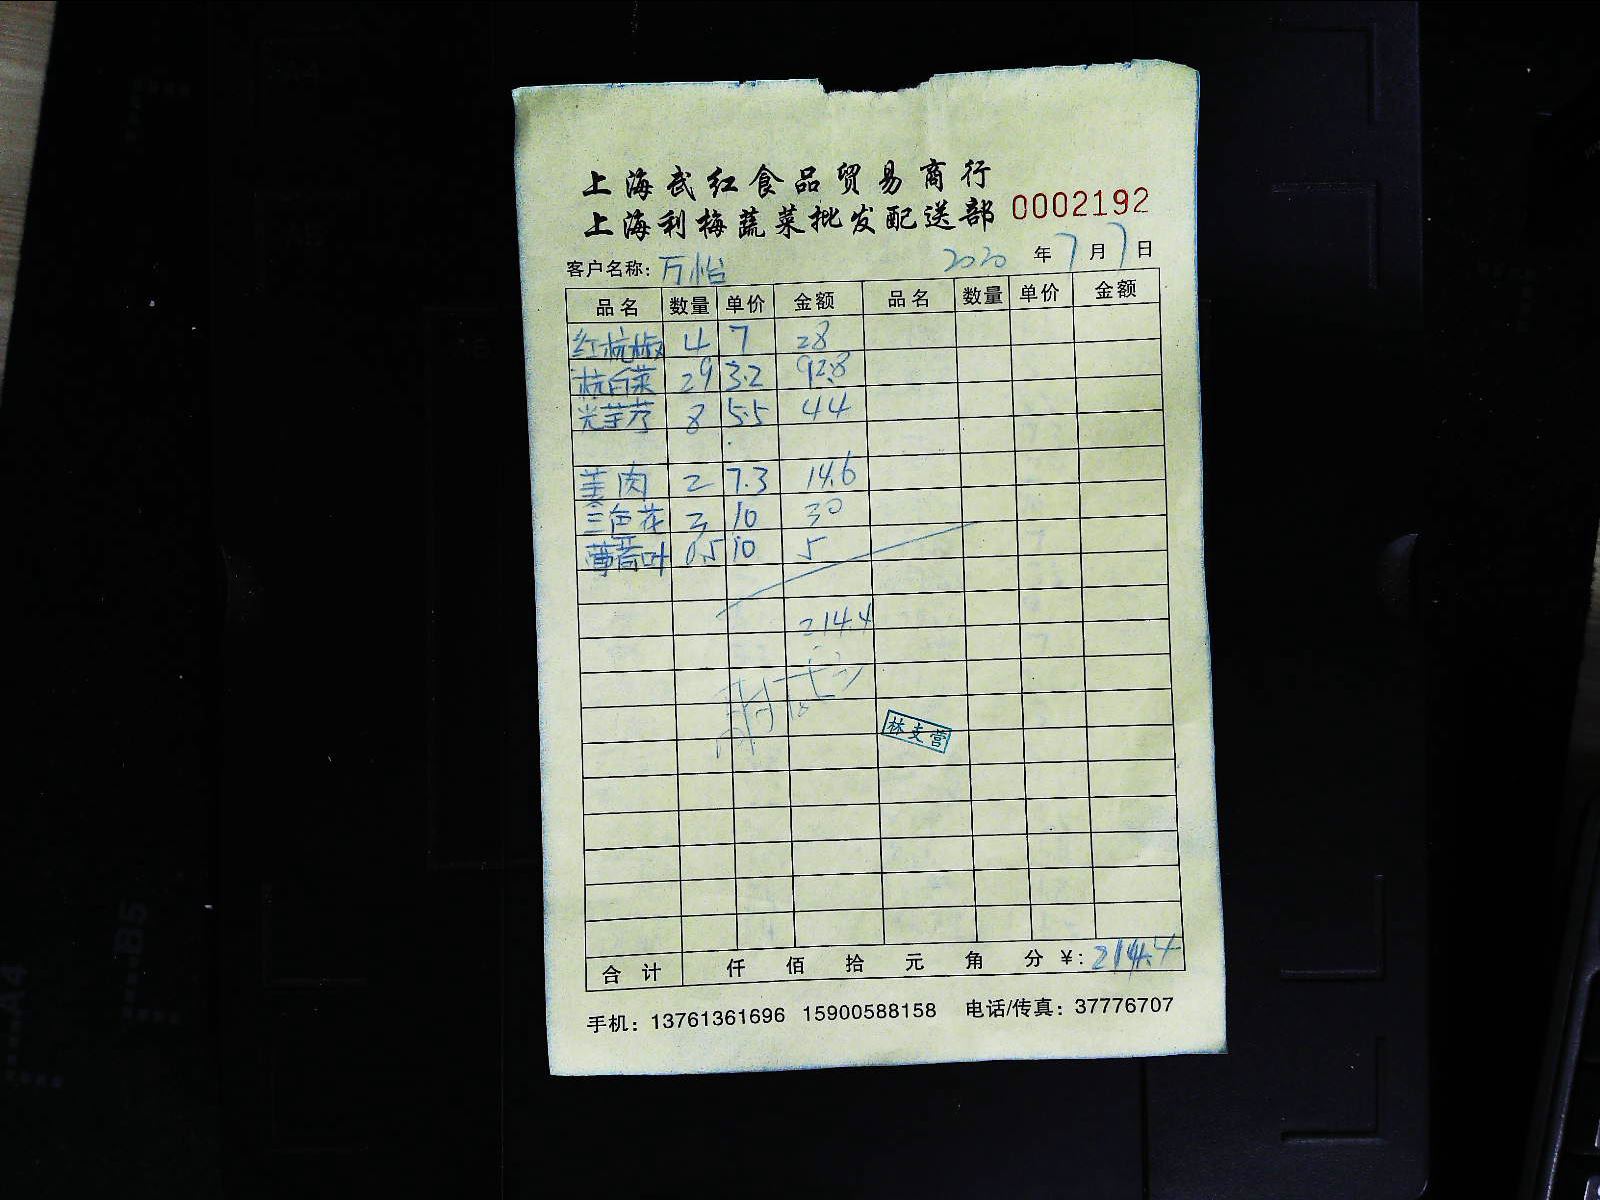 上海武红食品贸易商行
上海利梅蔬菜批发配送部 0002192
客户名称: 万怡 2020 年 7 月 7 日
品名 数量 单价 金额 品名 数量 单价 金额
红杭椒 4 7 28
杭白菜 29 3.2 92.8
光芋艿 8 5.5 44
姜肉 2 7.3 14.6
三色花 3 10 30
薄荷叶 0.5 10 5
214.4
林支营
合计 仟 佰 拾 元 角 分 ¥: 214.4
手机: 13761361696 15900588158 电话/传真: 37776707